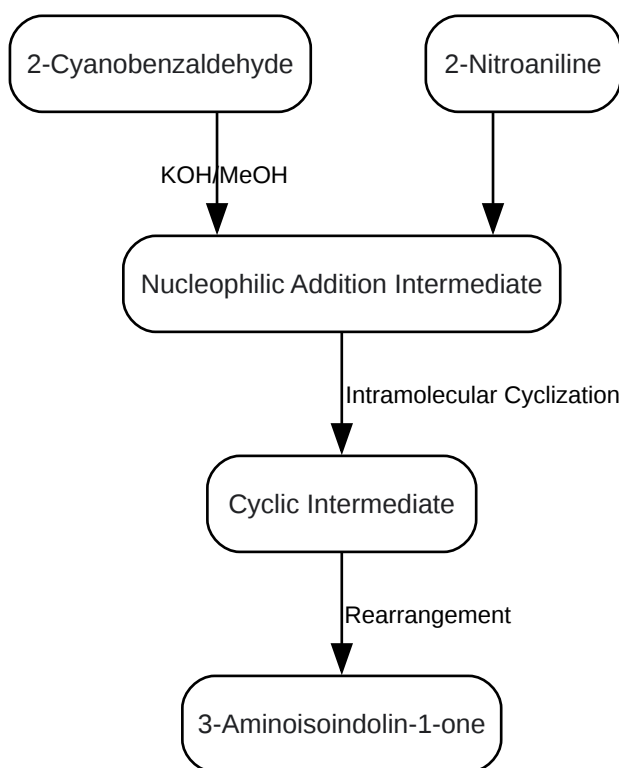 2-Cyanobenzaldehyde
2-Nitroaniline
KOH/MeOH
Nucleophilic Addition Intermediate
Intramolecular Cyclization
Cyclic Intermediate
Rearrangement
3-Aminoisoindolin-1-one